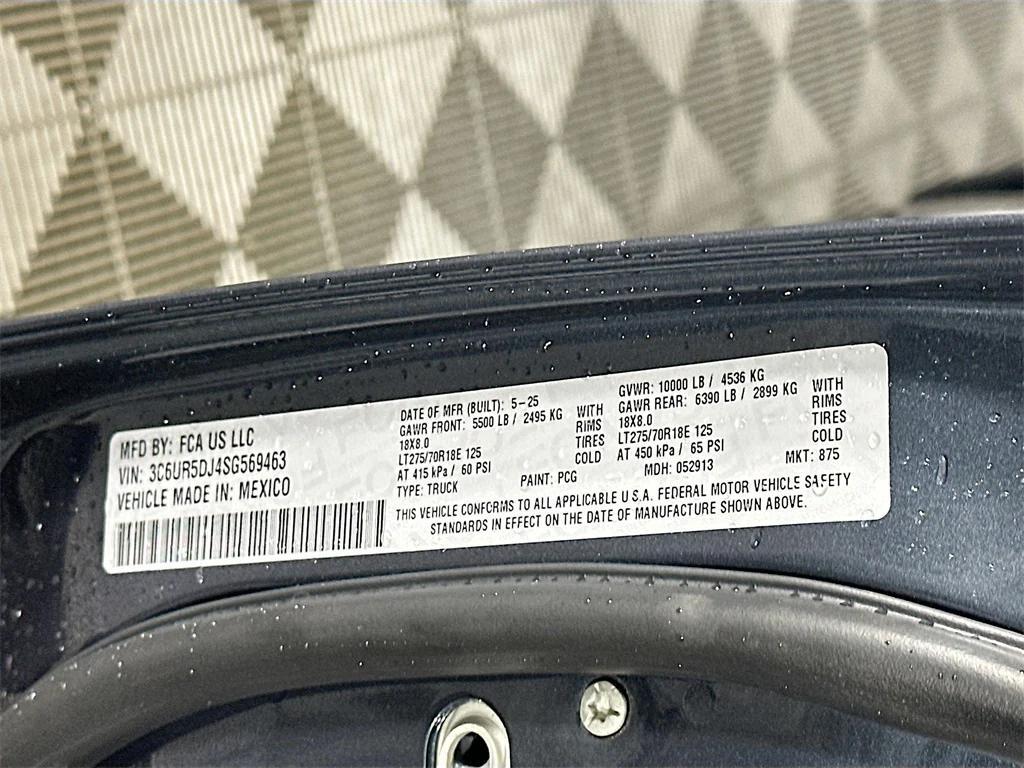 MFD BY: FCA US LLC
VIN: 3C6UR5DJ4SG569463
VEHICLE MADE IN: MEXICO
DATE OF MFR (BUILT): 5-25
GAWR FRONT: 5500 LB / 2495 KG WITH
18X8.0 RIMS
LT275/70R18E 125 TIRES
AT 415 kPa / 60 PSI COLD
TYPE: TRUCK
PAINT: PCG
GVWR: 10000 LB / 4536 KG
GAWR REAR: 6390 LB / 2899 KG WITH
18X8.0 RIMS
LT275/70R18E 125 TIRES
AT 450 kPa / 65 PSI COLD
MDH: 052913 MKT: 875
THIS VEHICLE CONFORMS TO ALL APPLICABLE U.S.A. FEDERAL MOTOR VEHICLE SAFETY
STANDARDS IN EFFECT ON THE DATE OF MANUFACTURE SHOWN ABOVE.